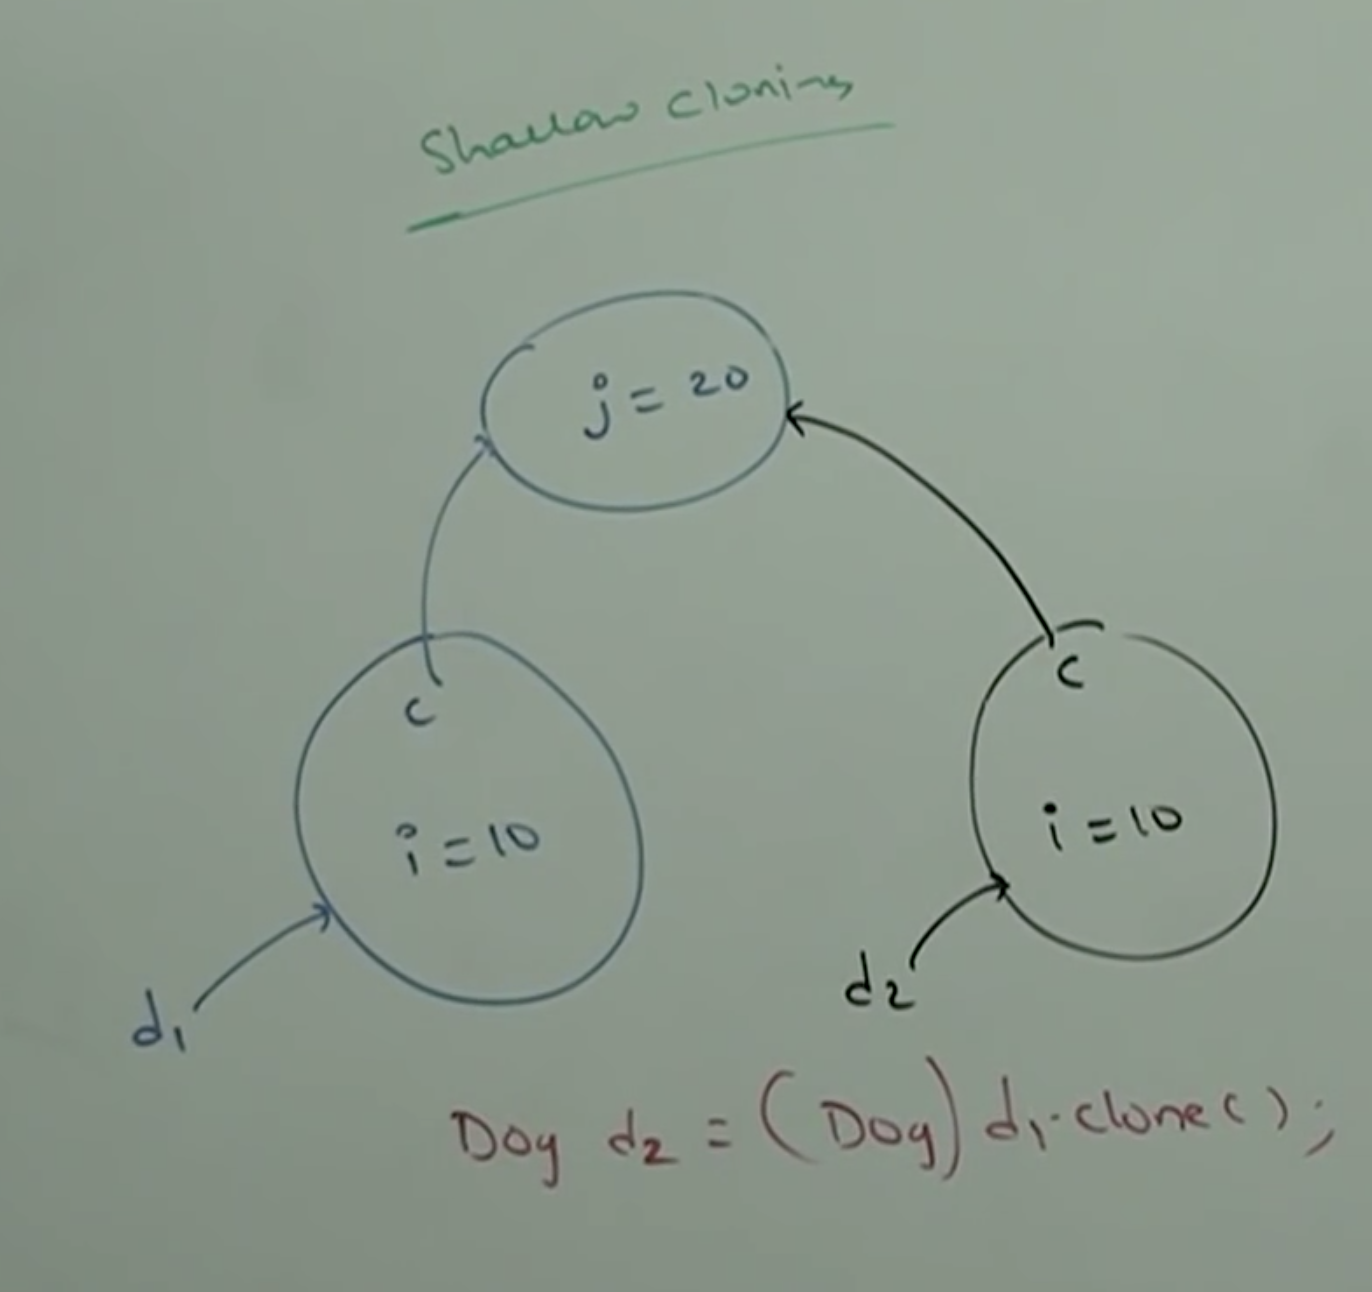 Shallow Cloning
j = 20
c
c
i = 10
i = 10
d1
d2
Dog d2 = (Dog) d1.clone();